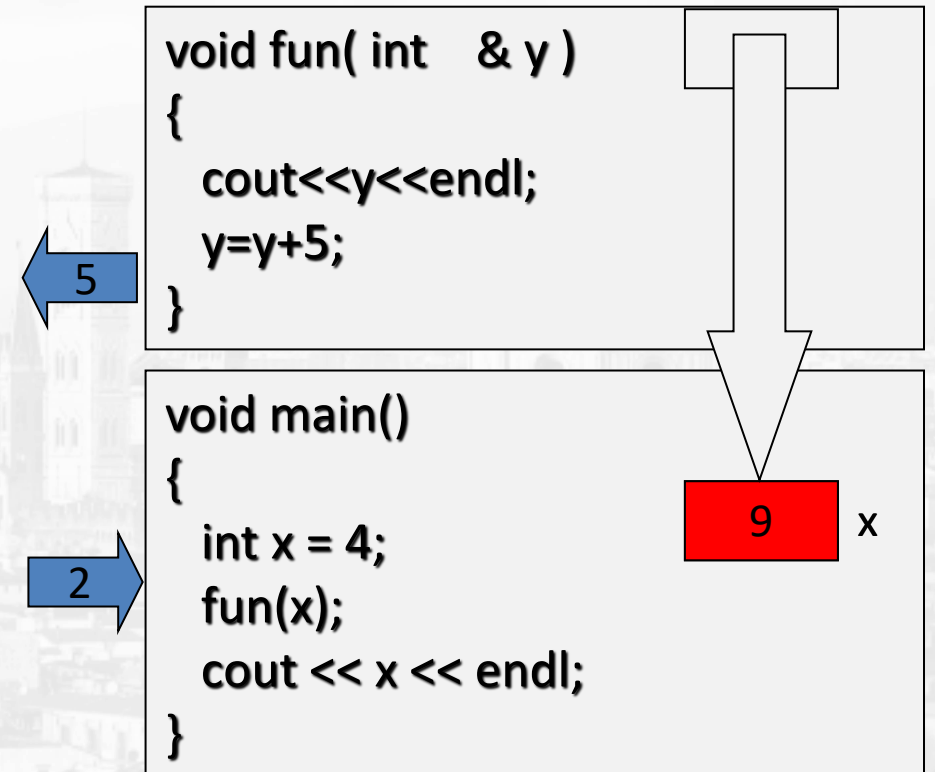 void fun( int & y )
{
cout<<y<<endl;
y=y+5;
5
}
void main()
{
int x = 4;
9 x
2
fun(x);
cout << x << endl;
}